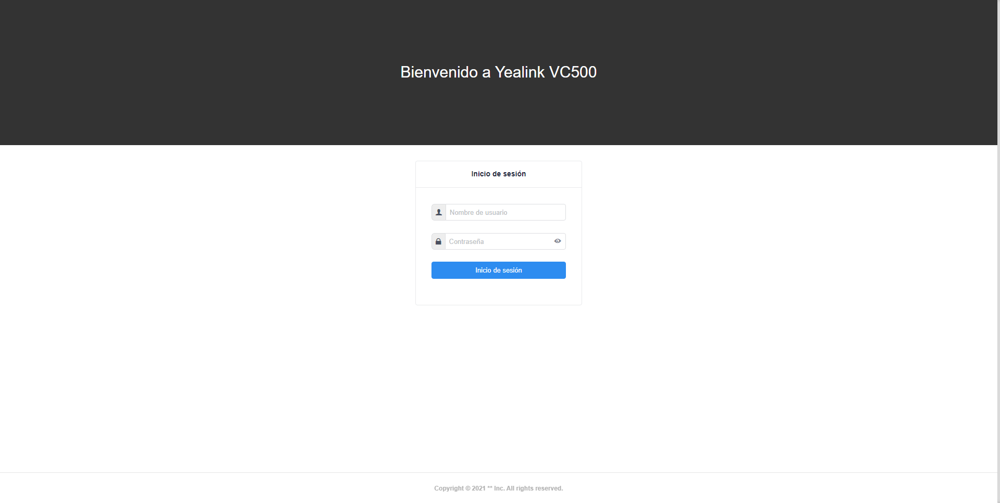 Bienvenido a Yealink VC500
Inicio de sesión
Nombre de usuario
Contraseña
Inicio de sesión
Copyright © 2021 ** Inc. All rights reserved.